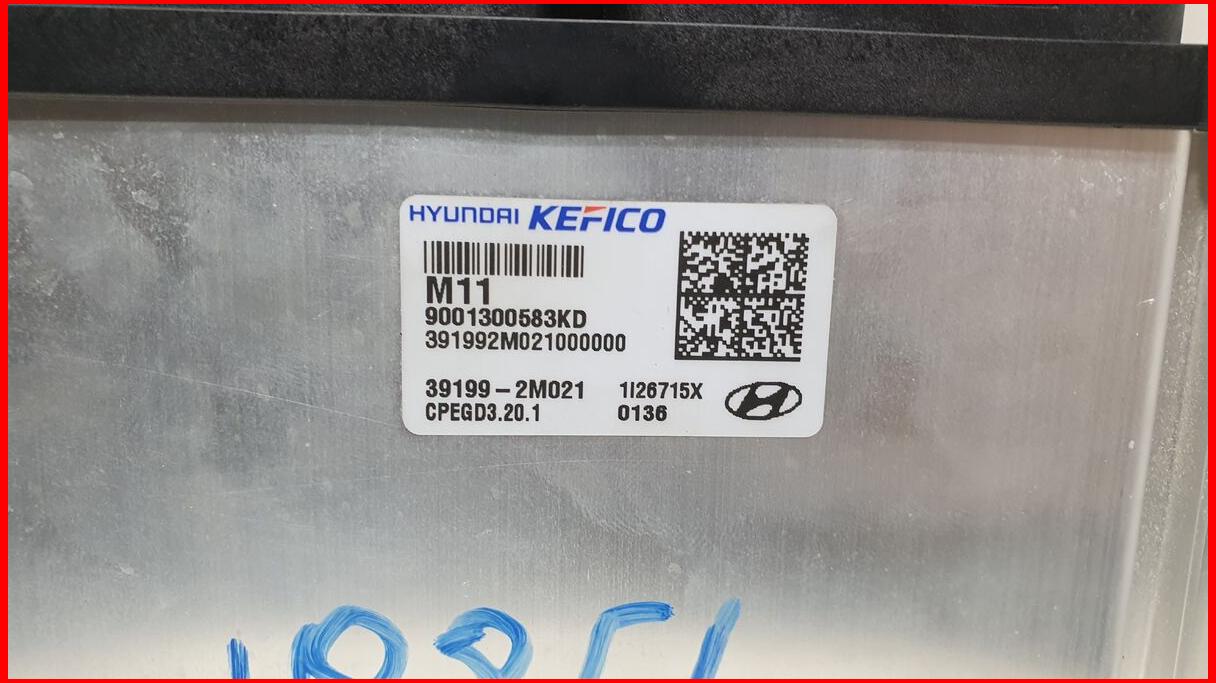 HYUNDAI KEFICO
M11
9001300583KD
391992M021000000
39199-2M021 1I26715X
CPEGD3.20.1 0136